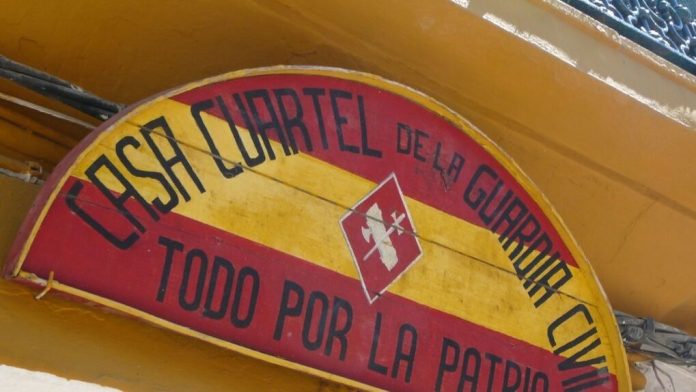 CASA CUARTEL DE LA GUARDIA CIVIL
TODO POR LA PATRIA